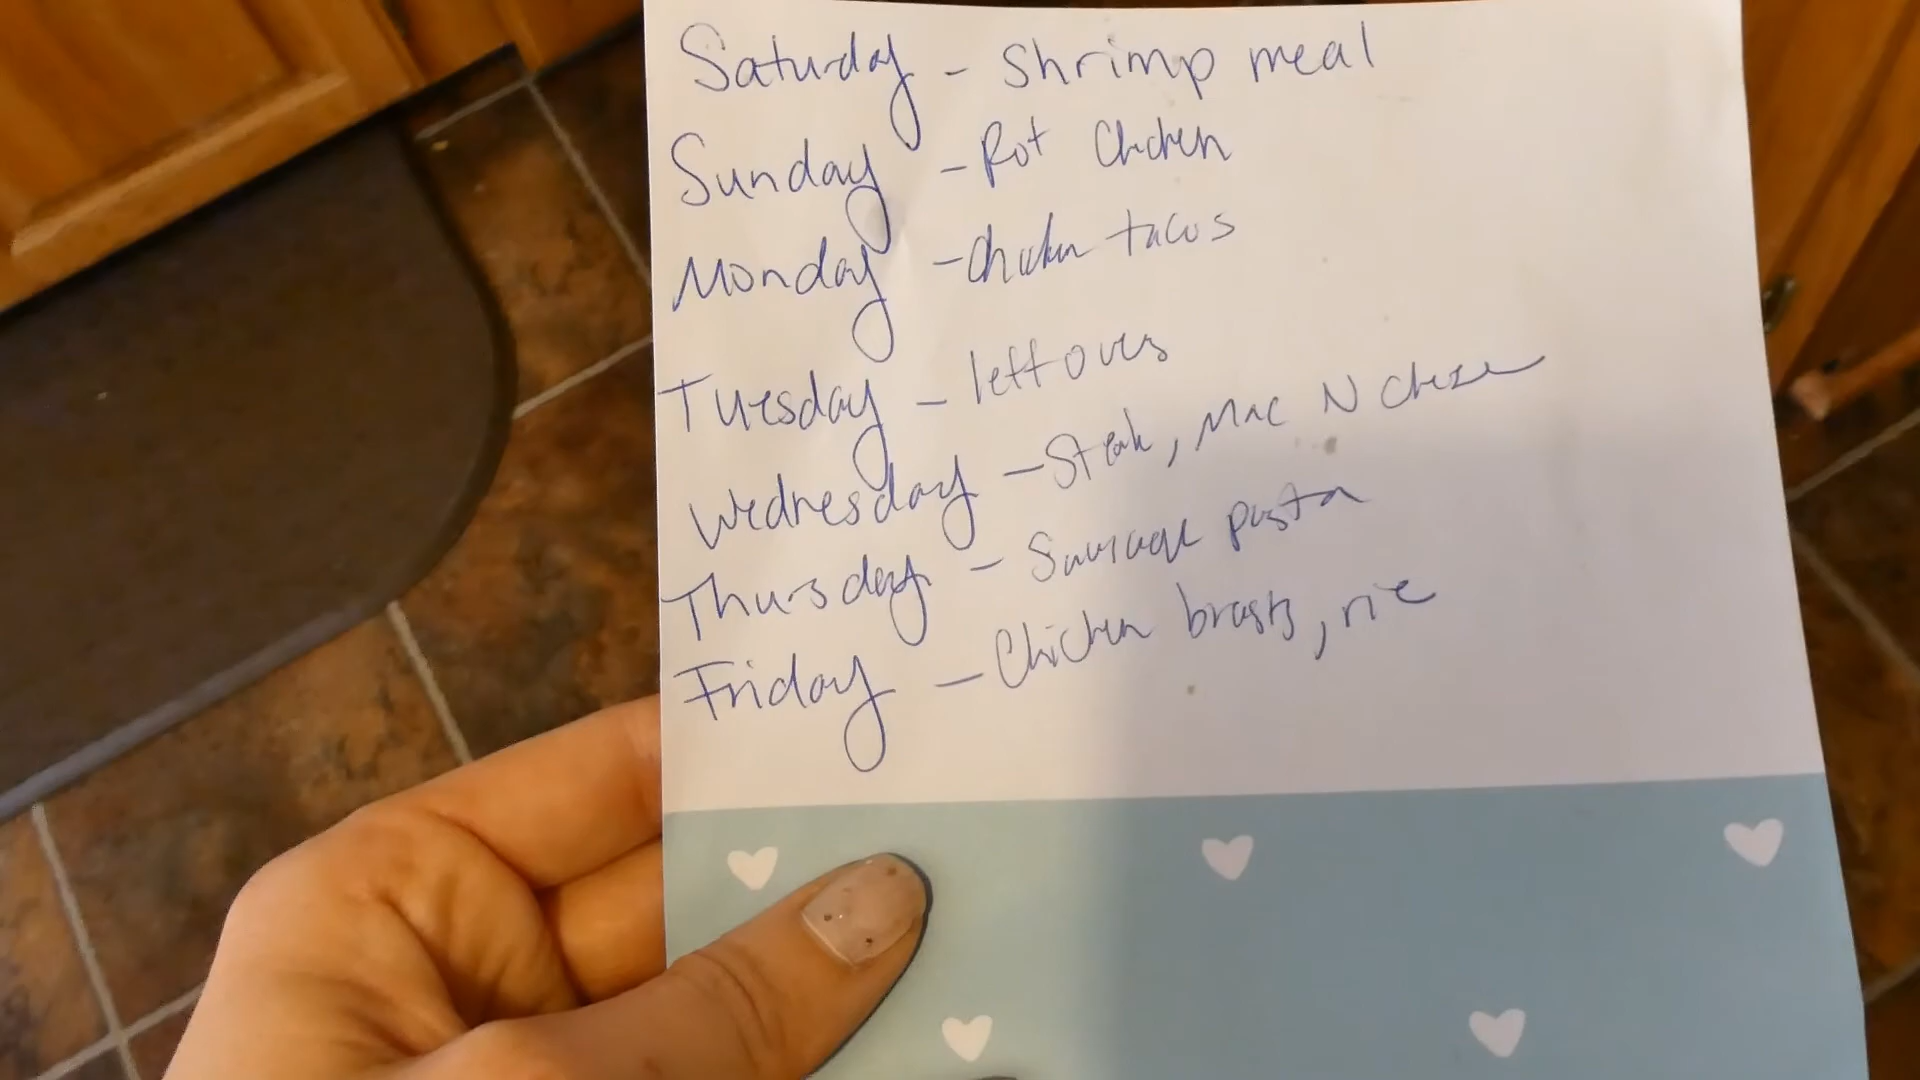 Saturday - Shrimp meal
Sunday - Rot Chicken
Monday - Chicken tacos
Tuesday - leftovers
Wednesday - Steak, Mac N Cheese
Thursday - Sausage pasta
Friday - Chicken breasts, rice